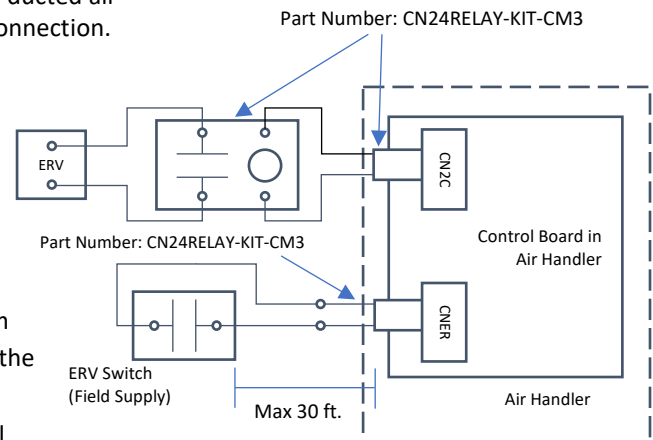 ducted air
onnection.
Part Number: CN24RELAY-KIT-CM3
ERV
CN2C
Control Board in
Air Handler
Part Number: CN24RELAY-KIT-CM3
CNER
the
ERV Switch
(Field Supply)
Max 30 ft.
Air Handler